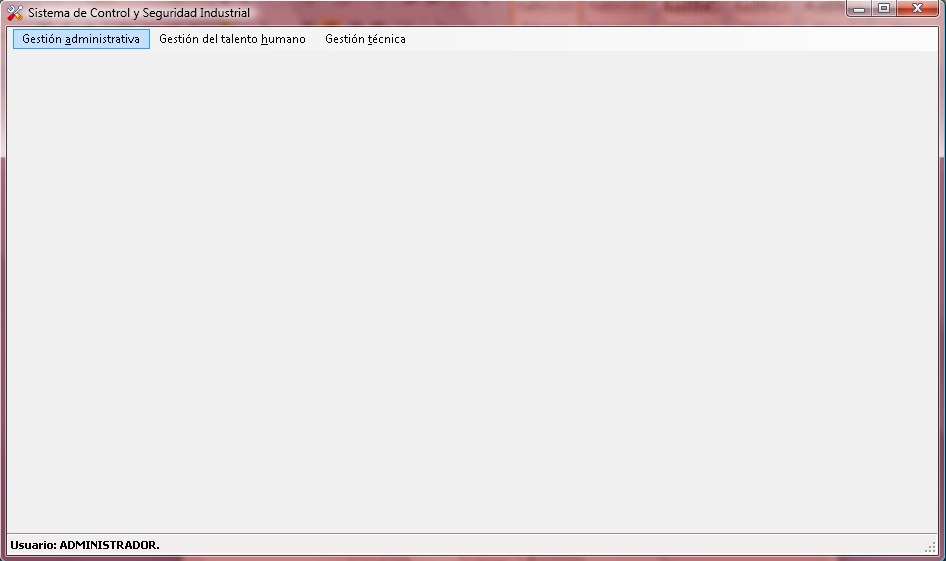 Sistema de Control y Seguridad Industrial
Gestión administrativa Gestión del talento humano Gestión técnica
Usuario: ADMINISTRADOR.